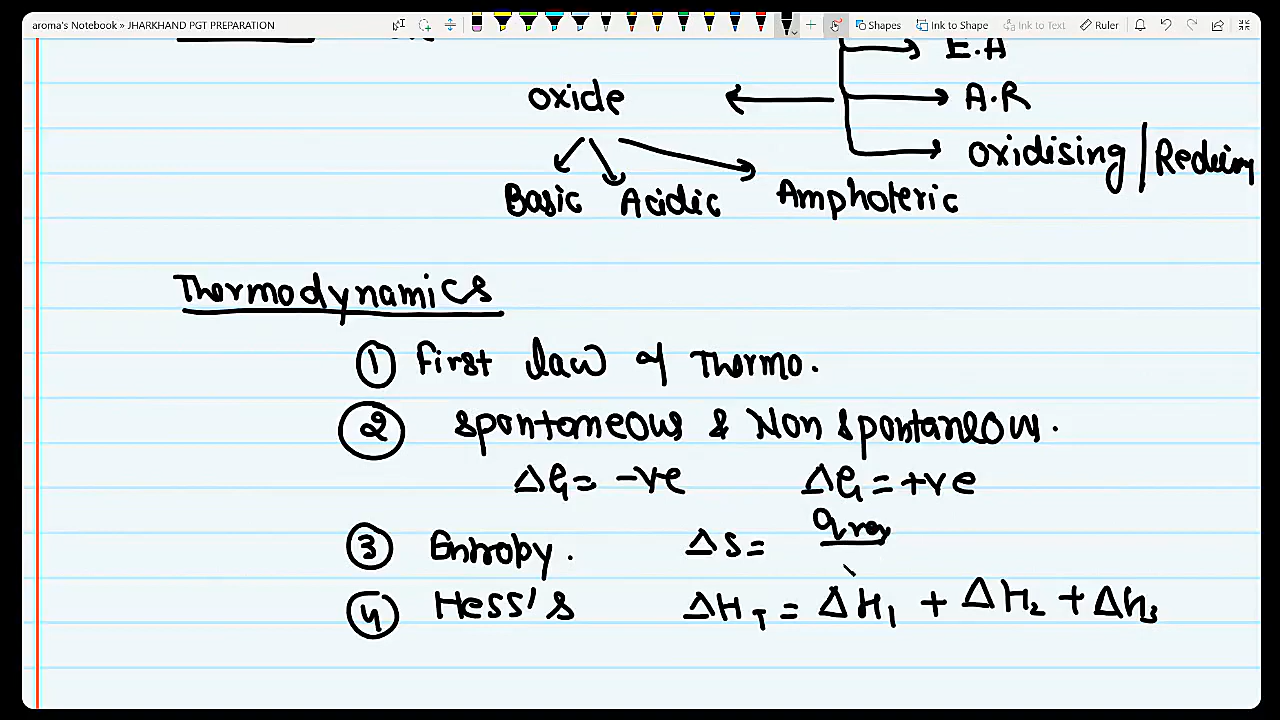 aroma's Notebook » JHARKHAND PGT PREPARATION
Shapes Ink to Shape Ink to Text Ruler
E.A
oxide A.R
oxidising / Reducing
Basic Acidic Amphoteric
Thermodynamics
① First law of Thermo.
② spontaneous & Non spontaneous.
ΔG = -ve ΔG = +ve
③ Entropy. ΔS = qrev
④ Hess's ΔH_T = ΔH₁ + ΔH₂ + ΔH₃